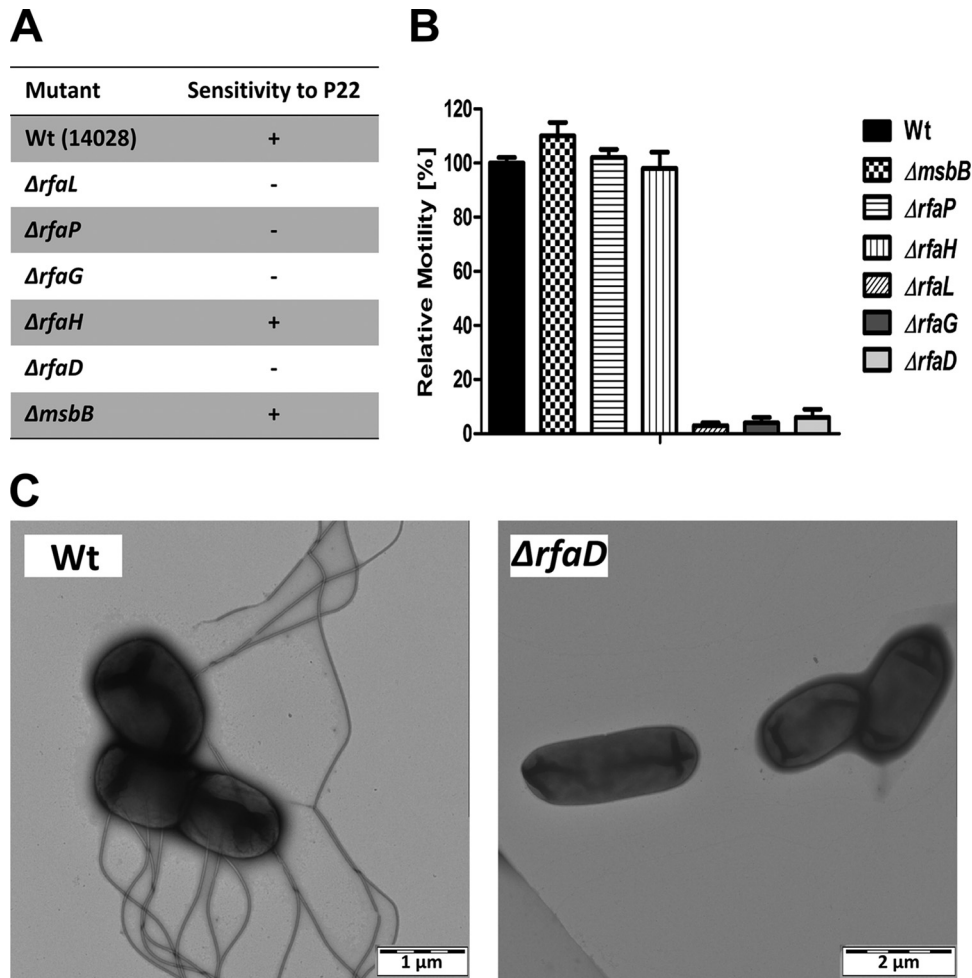 A
Mutant Sensitivity to P22
Wt (14028) +
ΔrfaL -
ΔrfaP -
ΔrfaG -
ΔrfaH +
ΔrfaD -
ΔmsbB +
B
Relative Motility [%]
120
100
80
60
40
20
0
Wt
ΔmsbB
ΔrfaP
ΔrfaH
ΔrfaL
ΔrfaG
ΔrfaD
C
Wt
1 µm
ΔrfaD
2 µm